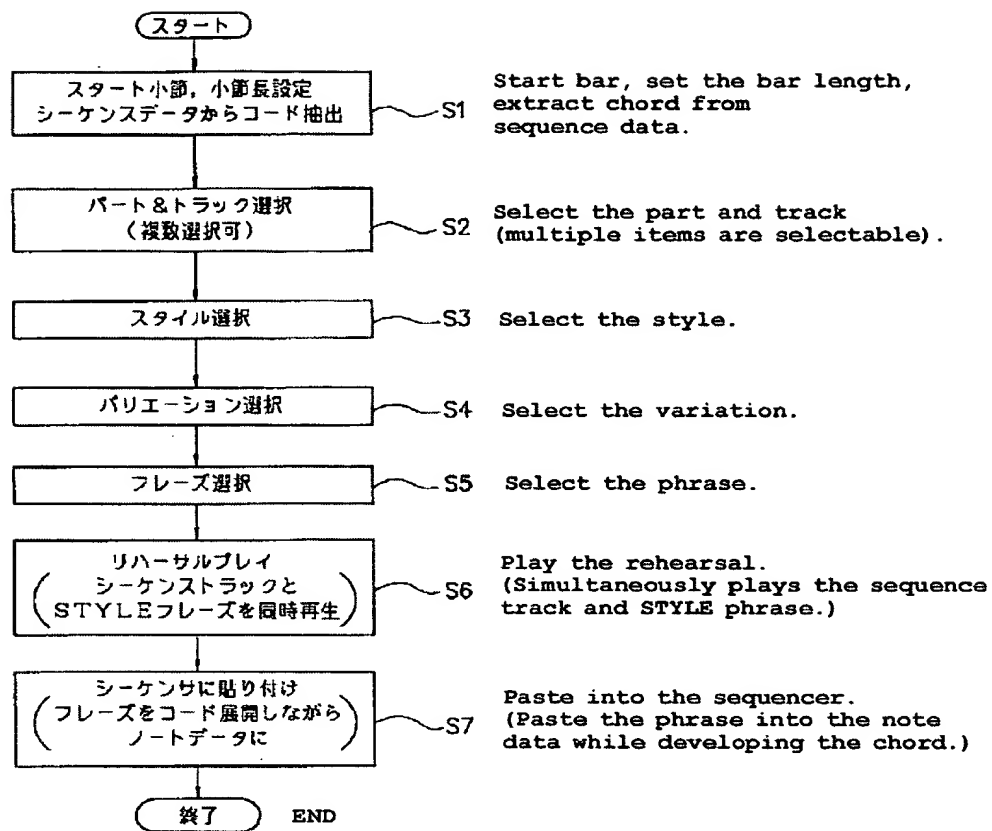 スタート
スタート小節,小節長設定
シーケンスデータからコード抽出
S1
Start bar, set the bar length,
extract chord from
sequence data.
パート&トラック選択
(複数選択可)
S2
Select the part and track
(multiple items are selectable).
スタイル選択
S3
Select the style.
バリエーション選択
S4
Select the variation.
フレーズ選択
S5
Select the phrase.
リハーサルプレイ
(シーケンストラックと
STYLEフレーズを同時再生)
S6
Play the rehearsal.
(Simultaneously plays the sequence
track and STYLE phrase.)
シーケンサに貼り付け
(フレーズをコード展開しながら
ノートデータに)
S7
Paste into the sequencer.
(Paste the phrase into the note
data while developing the chord.)
終了
END